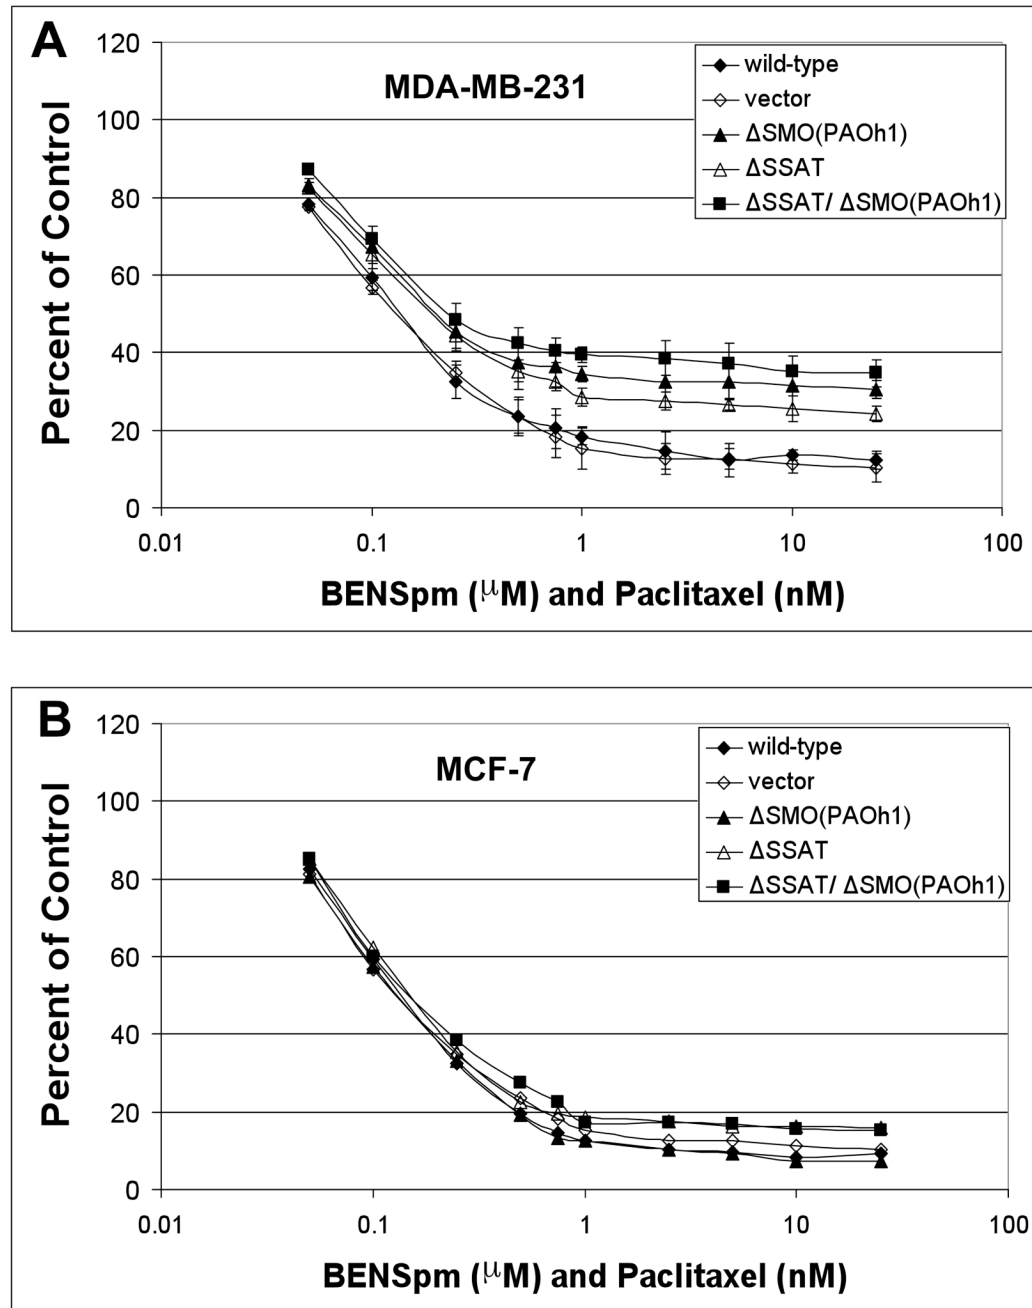 A
120
100
80
60
40
20
0
Percent of Control
MDA-MB-231
wild-type
vector
ΔSMO(PAOh1)
ΔSSAT
ΔSSAT/ ΔSMO(PAOh1)
0.01 0.1 1 10 100
BENSpm (μM) and Paclitaxel (nM)
B
120
100
80
60
40
20
0
Percent of Control
MCF-7
wild-type
vector
ΔSMO(PAOh1)
ΔSSAT
ΔSSAT/ ΔSMO(PAOh1)
0.01 0.1 1 10 100
BENSpm (μM) and Paclitaxel (nM)